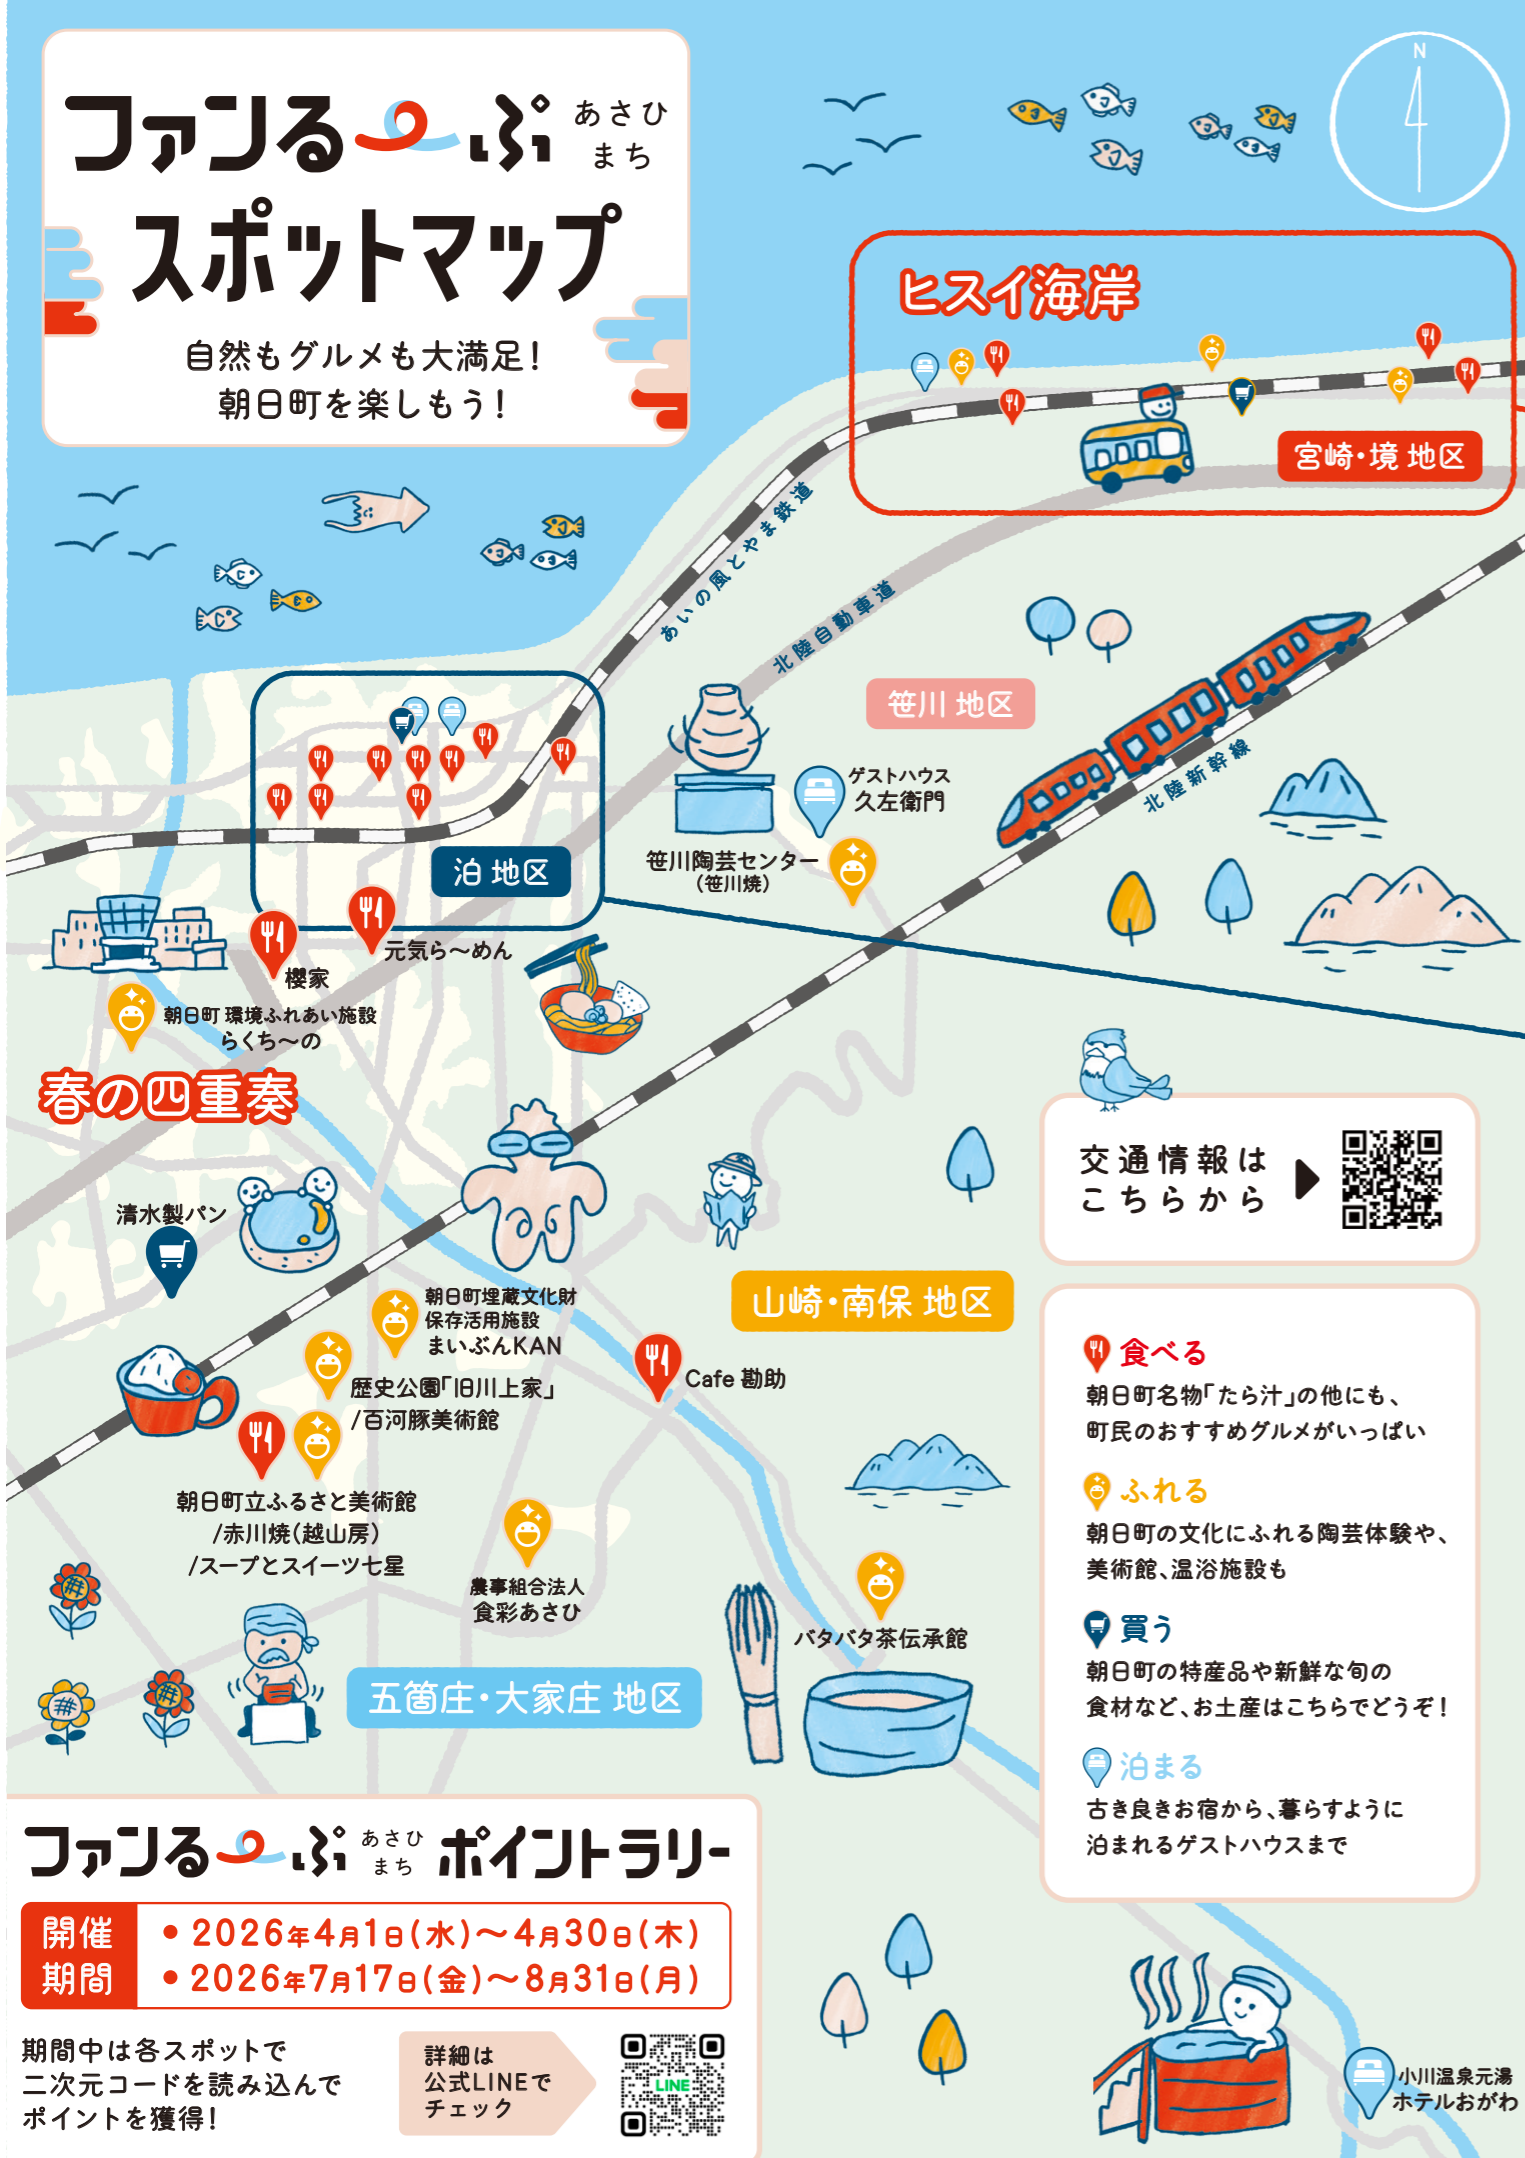 ファンるーぷ あさひ
まち
スポットマップ
自然もグルメも大満足！
朝日町を楽しもう！
N
ヒスイ海岸
宮崎・境 地区
あいの風とやま鉄道
北陸自動車道
笹川 地区
北陸新幹線
ゲストハウス
久左衛門
笹川陶芸センター
（笹川焼）
泊 地区
元気ら〜めん
櫻家
朝日町 環境ふれあい施設
らくち〜の
春の四重奏
清水製パン
交通情報は
こちらから
山崎・南保 地区
朝日町埋蔵文化財
保存活用施設
まいぶんKAN
歴史公園「旧川上家」
/百河豚美術館
Cafe 勘助
朝日町立ふるさと美術館
/赤川焼（越山房）
/スープとスイーツ七星
農事組合法人
食彩あさひ
バタバタ茶伝承館
五箇庄・大家庄 地区
食べる
朝日町名物「たら汁」の他にも、
町民のおすすめグルメがいっぱい
ふれる
朝日町の文化にふれる陶芸体験や、
美術館、温浴施設も
買う
朝日町の特産品や新鮮な旬の
食材など、お土産はこちらでどうぞ！
泊まる
古き良きお宿から、暮らすように
泊まれるゲストハウスまで
ファンるーぷ あさひ まち ポイントラリー
開催
期間
● 2026年4月1日(水)〜4月30日(木)
● 2026年7月17日(金)〜8月31日(月)
期間中は各スポットで
二次元コードを読み込んで
ポイントを獲得！
詳細は
公式LINEで
チェック
LINE
小川温泉元湯
ホテルおがわ